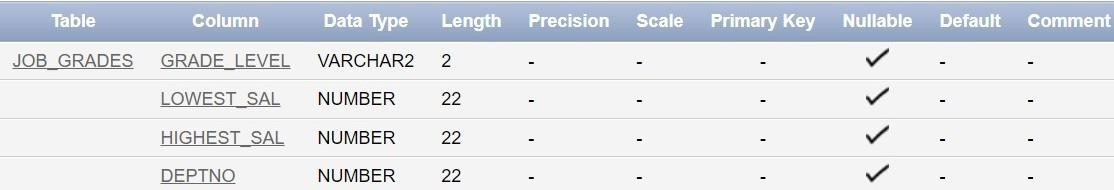 Table Column Data Type Length Precision Scale Primary Key Nullable Default Comment
JOB_GRADES GRADE_LEVEL VARCHAR2 2 - - - ✓ - -
LOWEST_SAL NUMBER 22 - - - ✓ - -
HIGHEST_SAL NUMBER 22 - - - ✓ - -
DEPTNO NUMBER 22 - - - ✓ - -